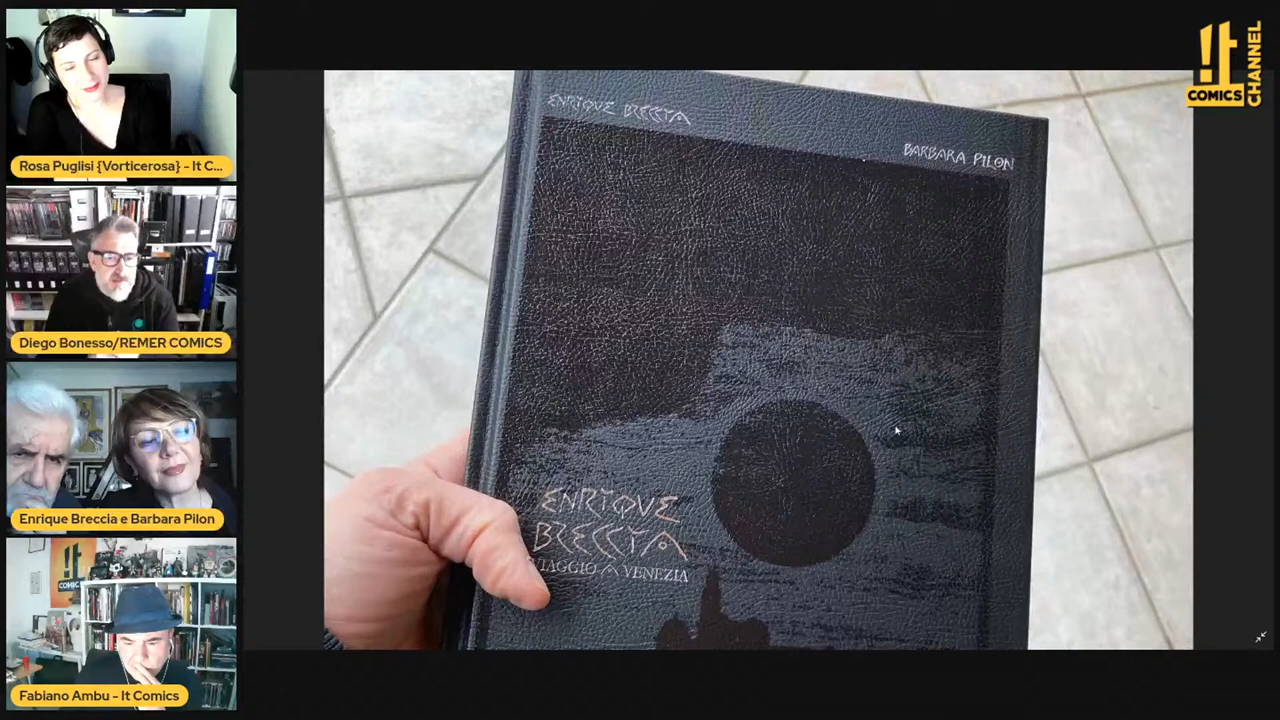 Rosa Puglisi {Vorticerosa} - It C...
Diego Bonesso/REMER COMICS
Enrique Breccia e Barbara Pilon
Fabiano Ambu - It Comics
ENRIQUE BRECCIA
BARBARA PILON
ENRIQUE
BRECCIA
VIAGGIO A VENEZIA
!t
COMICS
CHANNEL
!t
COMICS